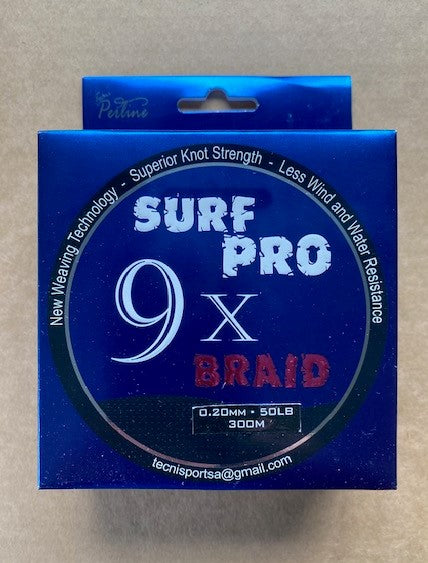 Perline
New Weaving Technology - Superior Knot Strength - Less Wind and Water Resistance
SURF
PRO
9 X
BRAID
0.20MM • 50LB
300M
tecnisportsa@gmail.com